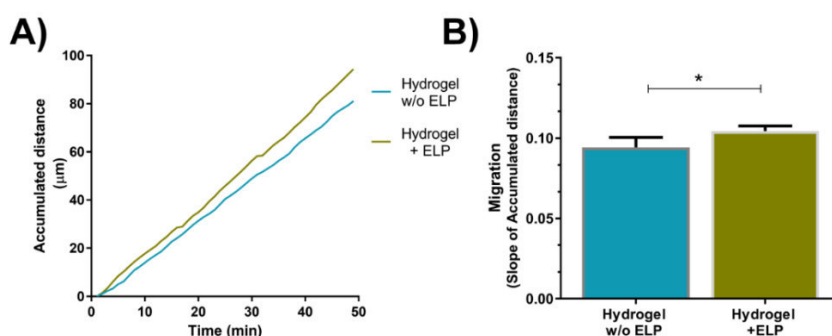 A)
Accumulated distance
(μm)
100
80
60
40
20
0
0
10
20
30
40
50
Time (min)
Hydrogel
w/o ELP
Hydrogel
+ ELP
B)
Migration
(Slope of Accumulated distance)
0.15
0.10
0.05
0.00
*
Hydrogel
w/o ELP
Hydrogel
+ELP